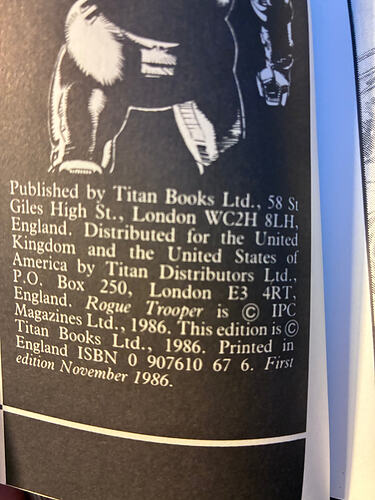 Published by Titan Books Ltd., 58 St
Giles High St., London WC2H 8LH,
England. Distributed for the United
Kingdom and the United States of
America by Titan Distributors Ltd.,
P.O. Box 250, London E3 4RT,
England. Rogue Trooper is © IPC
Magazines Ltd., 1986. This edition is ©
Titan Books Ltd., 1986. Printed in
England ISBN 0 907610 67 6. First
edition November 1986.